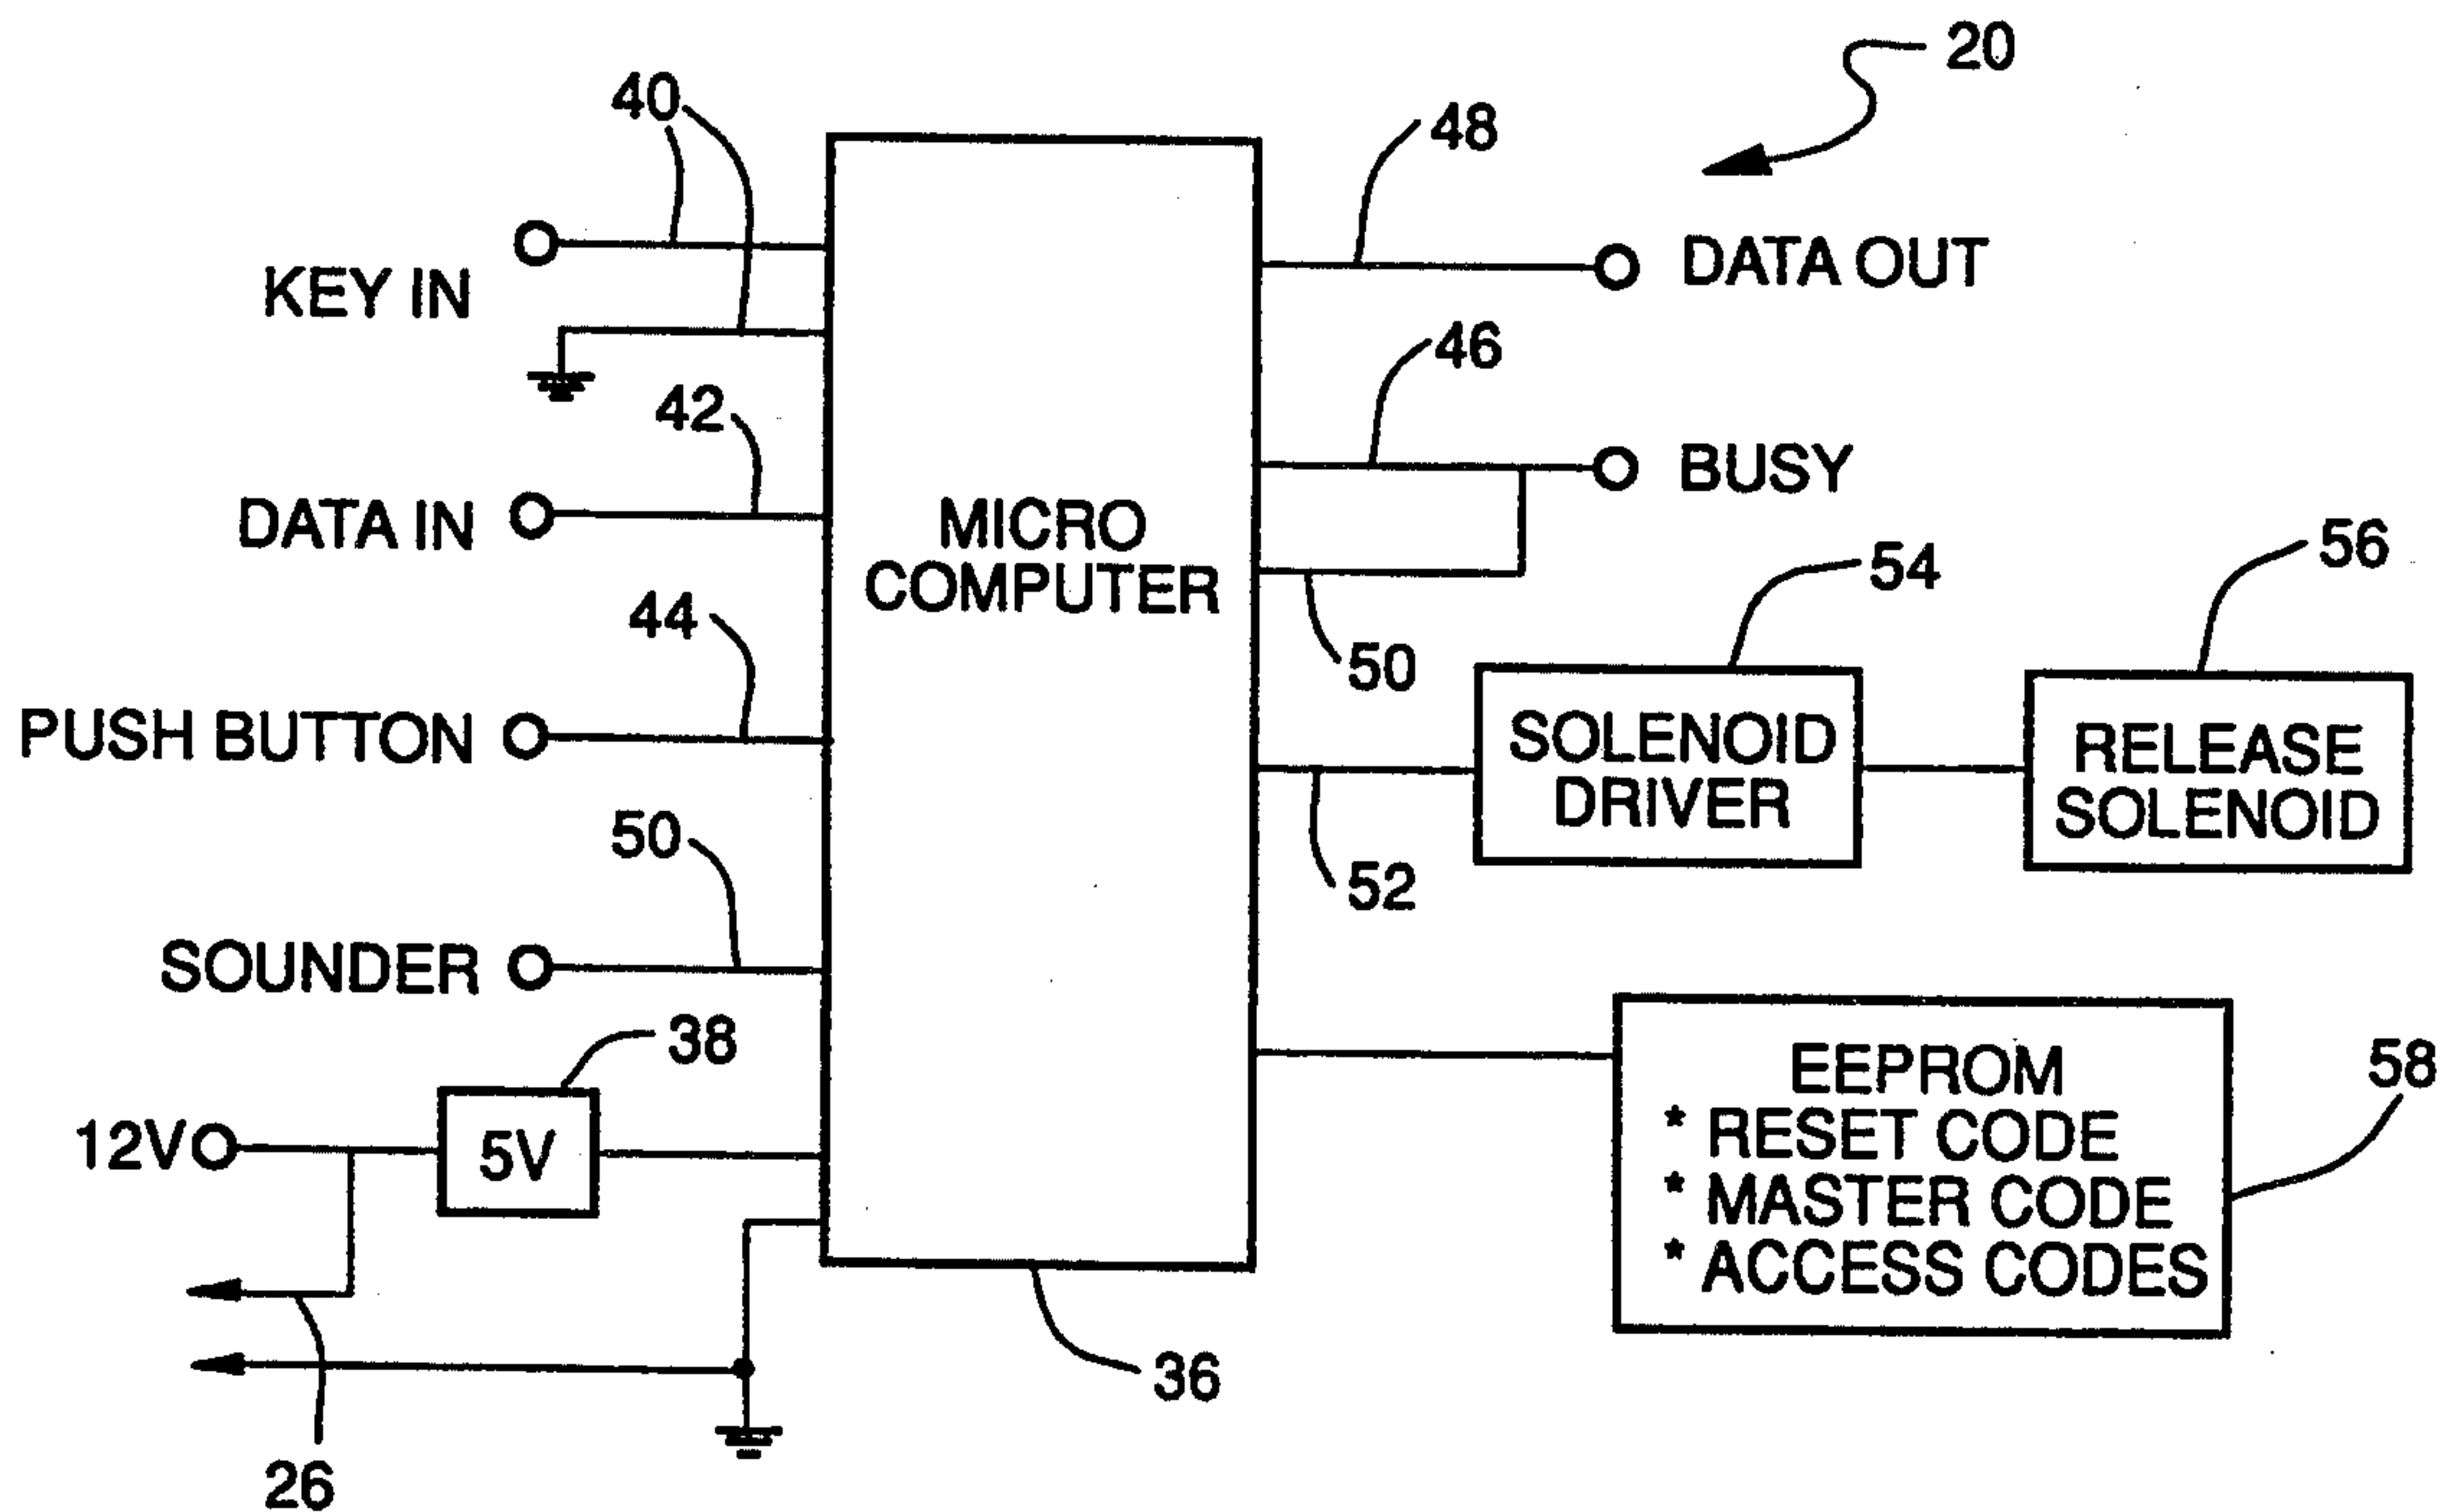 20
40
48
KEY IN
DATA OUT
42
46
DATA IN
BUSY
MICRO
COMPUTER
44
50
54
56
PUSH BUTTON
SOLENOID
DRIVER
RELEASE
SOLENOID
50
52
SOUNDER
38
12V
5V
EEPROM
* RESET CODE
* MASTER CODE
* ACCESS CODES
58
36
26